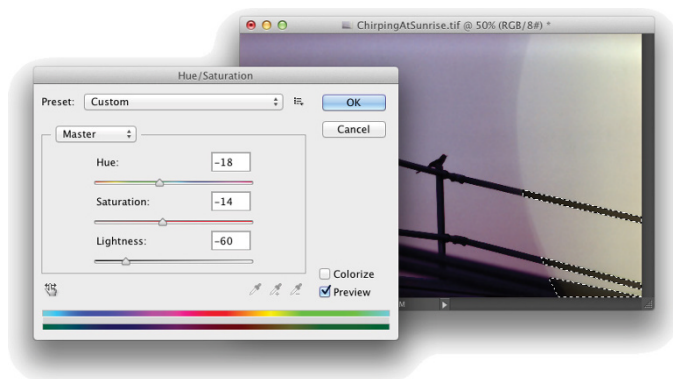 ChirpingAtSunrise.tif @ 50% (RGB/8#) *
Hue/Saturation
Preset: Custom
OK
Cancel
Master
Hue: -18
Saturation: -14
Lightness: -60
Colorize
Preview
M